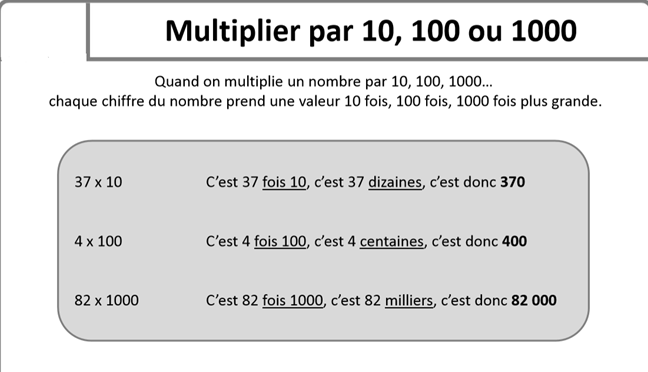 Multiplier par 10, 100 ou 1000
Quand on multiplie un nombre par 10, 100, 1000…
chaque chiffre du nombre prend une valeur 10 fois, 100 fois, 1000 fois plus grande.
37 x 10 C’est 37 fois 10, c’est 37 dizaines, c’est donc 370
4 x 100 C’est 4 fois 100, c’est 4 centaines, c’est donc 400
82 x 1000 C’est 82 fois 1000, c’est 82 milliers, c’est donc 82 000